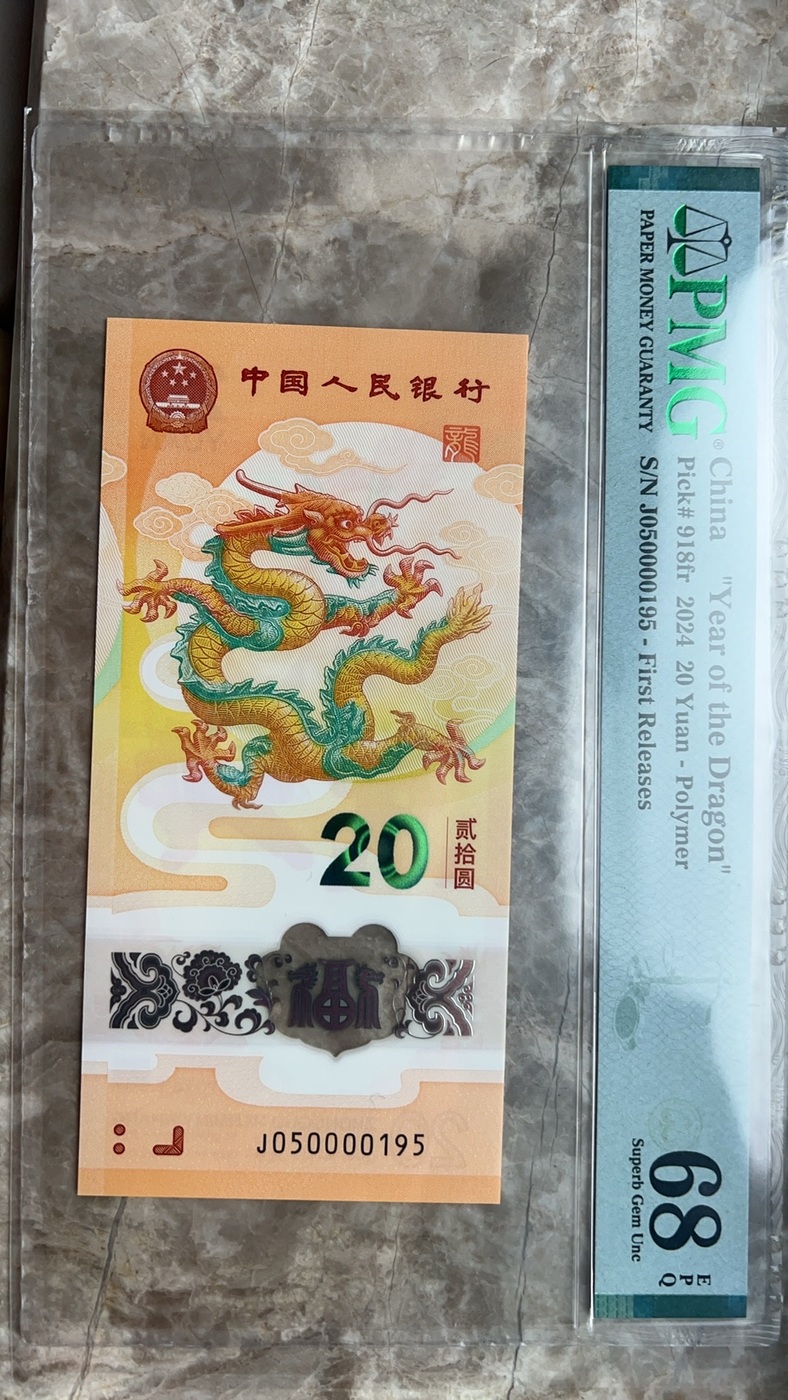 中国人民银行
龍
20
贰拾圆
福
J050000195
PMG®
PAPER MONEY GUARANTY
China "Year of the Dragon"
Pick# 918fr 2024 20 Yuan - Polymer
S/N J050000195 - First Releases
68
EPQ
Superb Gem Unc